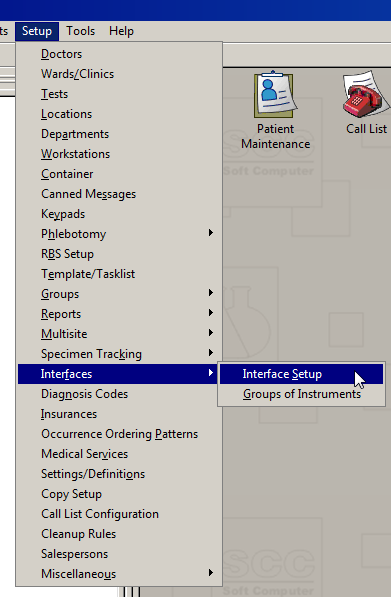 ts Setup Tools Help
Doctors
Wards/Clinics
Tests
Locations
Departments
Workstations
Container
Canned Messages
Keypads
Phlebotomy
RBS Setup
Template/Tasklist
Groups
Reports
Multisite
Specimen Tracking
Interfaces
Diagnosis Codes
Insurances
Occurrence Ordering Patterns
Medical Services
Settings/Definitions
Copy Setup
Call List Configuration
Cleanup Rules
Salespersons
Miscellaneous
Interface Setup
Groups of Instruments
Patient
Maintenance
Call List
SCC
Soft Computer
SCC
Soft Computer